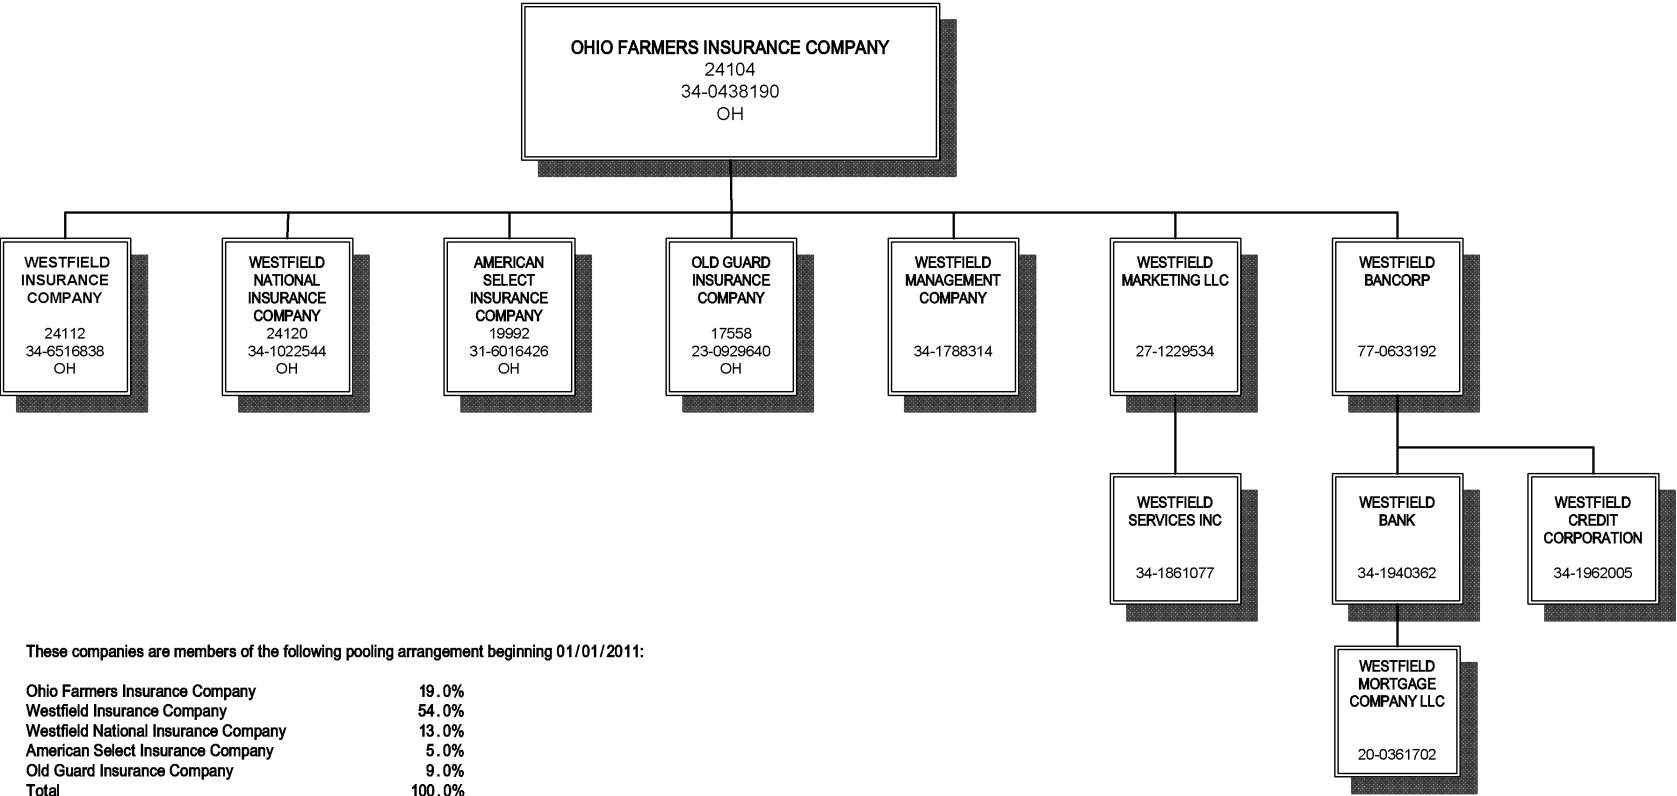 OHIO FARMERS INSURANCE COMPANY
24104
34-0438190
OH
WESTFIELD
INSURANCE
COMPANY
24112
34-6516838
OH
WESTFIELD
NATIONAL
INSURANCE
COMPANY
24120
34-1022544
OH
AMERICAN
SELECT
INSURANCE
COMPANY
19992
31-6016426
OH
OLD GUARD
INSURANCE
COMPANY
17558
23-0929640
OH
WESTFIELD
MANAGEMENT
COMPANY
34-1788314
WESTFIELD
MARKETING LLC
27-1229534
WESTFIELD
BANCORP
77-0633192
WESTFIELD
SERVICES INC
34-1861077
WESTFIELD
BANK
34-1940362
WESTFIELD
CREDIT
CORPORATION
34-1962005
WESTFIELD
MORTGAGE
COMPANY LLC
20-0361702
These companies are members of the following pooling arrangement beginning 01/01/2011:
Ohio Farmers Insurance Company 19.0%
Westfield Insurance Company 54.0%
Westfield National Insurance Company 13.0%
American Select Insurance Company 5.0%
Old Guard Insurance Company 9.0%
Total 100.0%